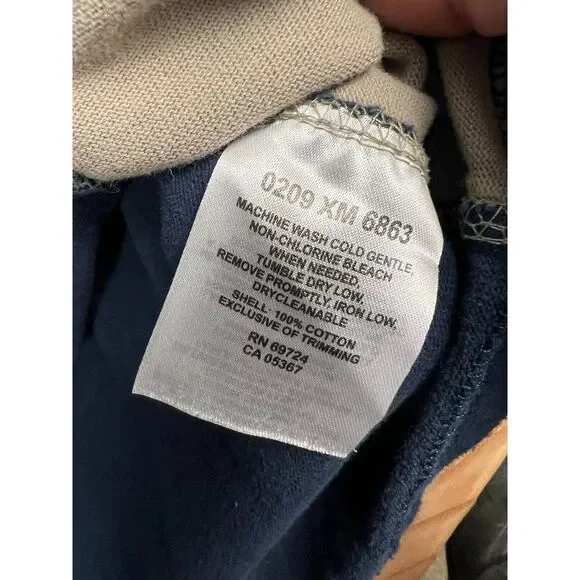 0209 XM 6863
MACHINE WASH COLD GENTLE,
NON-CHLORINE BLEACH
WHEN NEEDED.
TUMBLE DRY LOW.
REMOVE PROMPTLY. IRON LOW.
DRYCLEANABLE
SHELL: 100% COTTON
EXCLUSIVE OF TRIMMING
RN 69724
CA 05367